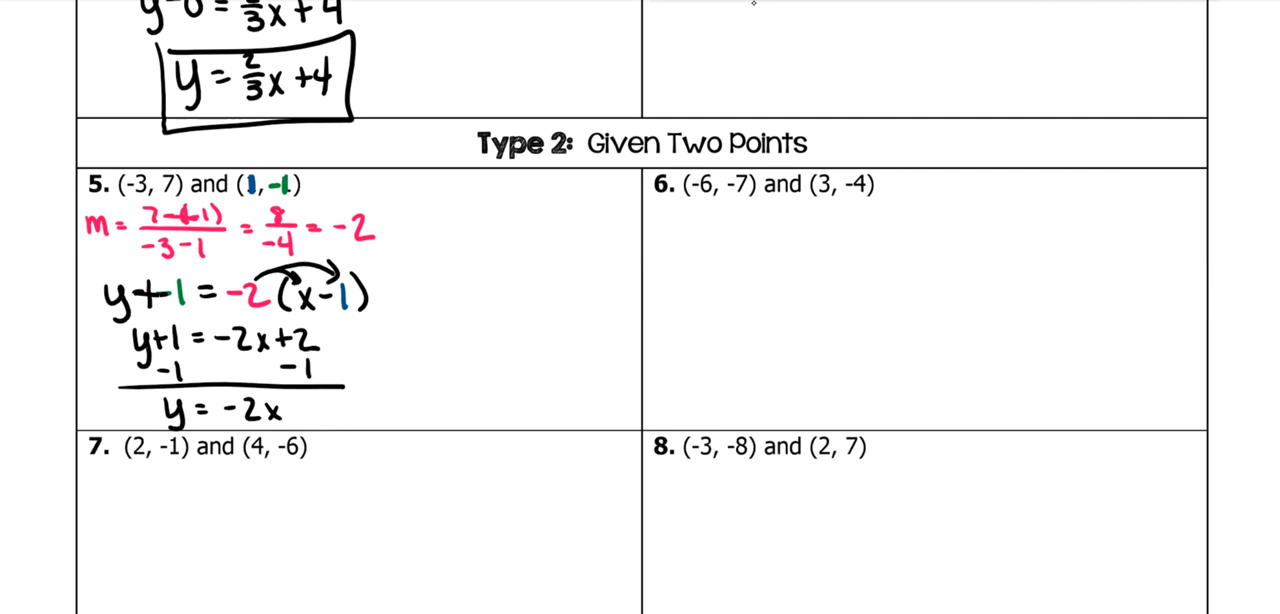 y-0 = 2/3x + 4
y = 2/3x + 4
Type 2: Given Two Points
5. (-3, 7) and (1, -1)
m = 7-(-1)/-3-1 = 8/-4 = -2
y+1 = -2(x-1)
y+1 = -2x+2
-1 -1
y = -2x
6. (-6, -7) and (3, -4)
7. (2, -1) and (4, -6)
8. (-3, -8) and (2, 7)